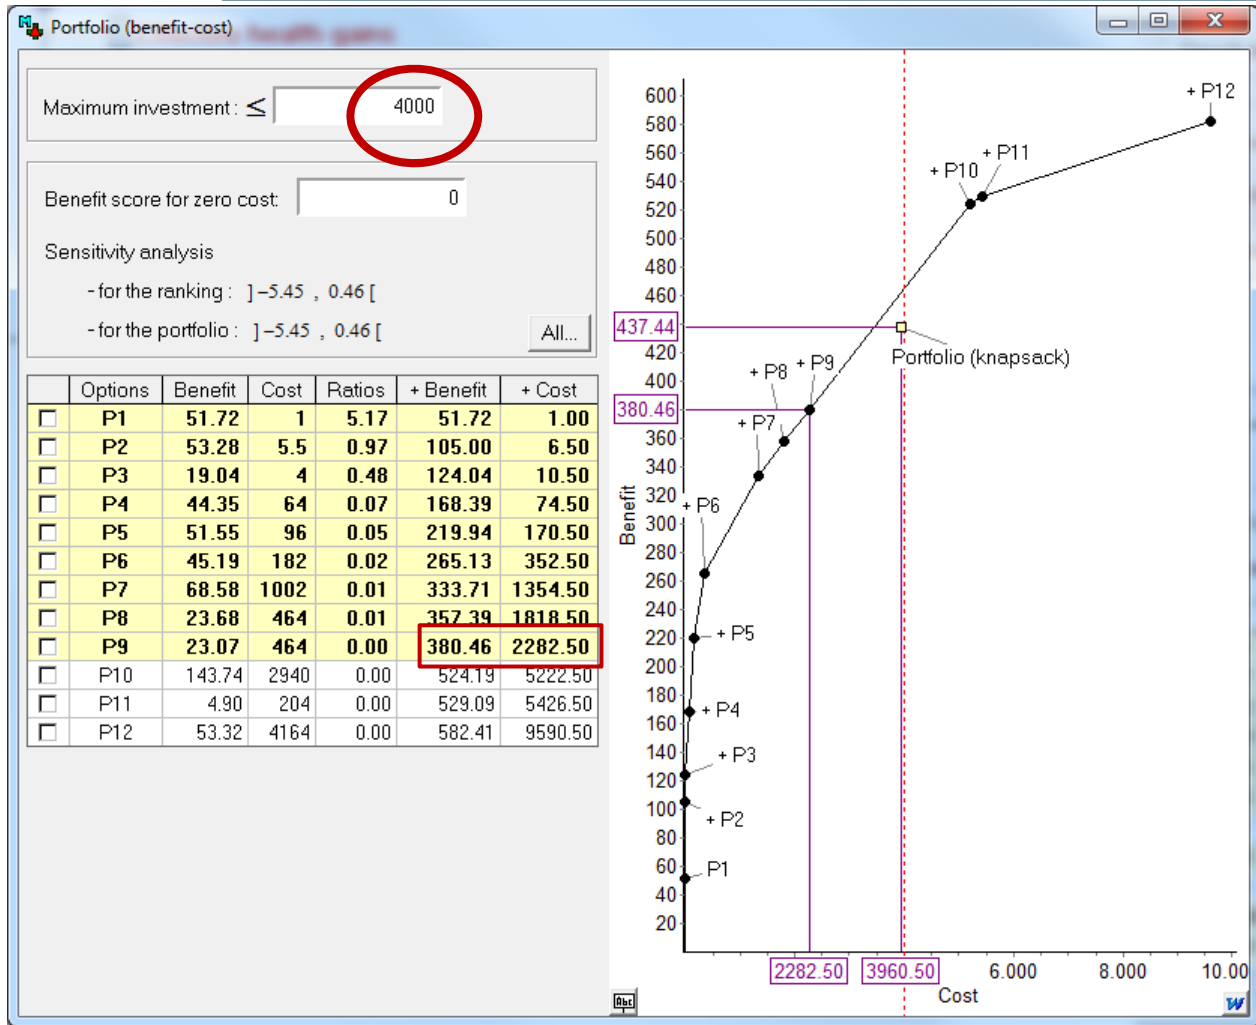 Portfolio (benefit-cost)
Maximum investment : ≤ 4000
Benefit score for zero cost: 0
Sensitivity analysis
- for the ranking : ]–5.45 , 0.46 [
- for the portfolio : ]–5.45 , 0.46 [
All...
Options Benefit Cost Ratios + Benefit + Cost
P1 51.72 1 5.17 51.72 1.00
P2 53.28 5.5 0.97 105.00 6.50
P3 19.04 4 0.48 124.04 10.50
P4 44.35 64 0.07 168.39 74.50
P5 51.55 96 0.05 219.94 170.50
P6 45.19 182 0.02 265.13 352.50
P7 68.58 1002 0.01 333.71 1354.50
P8 23.68 464 0.01 357.39 1818.50
P9 23.07 464 0.00 380.46 2282.50
P10 143.74 2940 0.00 524.19 5222.50
P11 4.90 204 0.00 529.09 5426.50
P12 53.32 4164 0.00 582.41 9590.50
600
580
560
540
520
500
480
460
437.44
420
400
380.46
360
340
320
300
280
260
240
220
200
180
160
140
120
100
80
60
40
20
Benefit
+ P12
+ P11
+ P10
Portfolio (knapsack)
+ P9
+ P8
+ P7
+ P6
+ P5
+ P4
+ P3
+ P2
P1
2282.50 3960.50 6.000 8.000 10.00
Cost
Abc
W